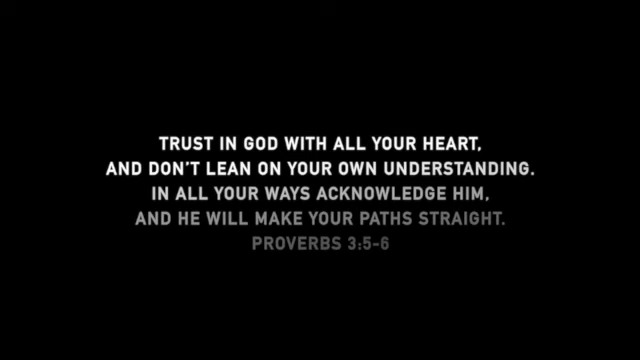 TRUST IN GOD WITH ALL YOUR HEART,
AND DON'T LEAN ON YOUR OWN UNDERSTANDING.
IN ALL YOUR WAYS ACKNOWLEDGE HIM,
AND HE WILL MAKE YOUR PATHS STRAIGHT.
PROVERBS 3:5-6